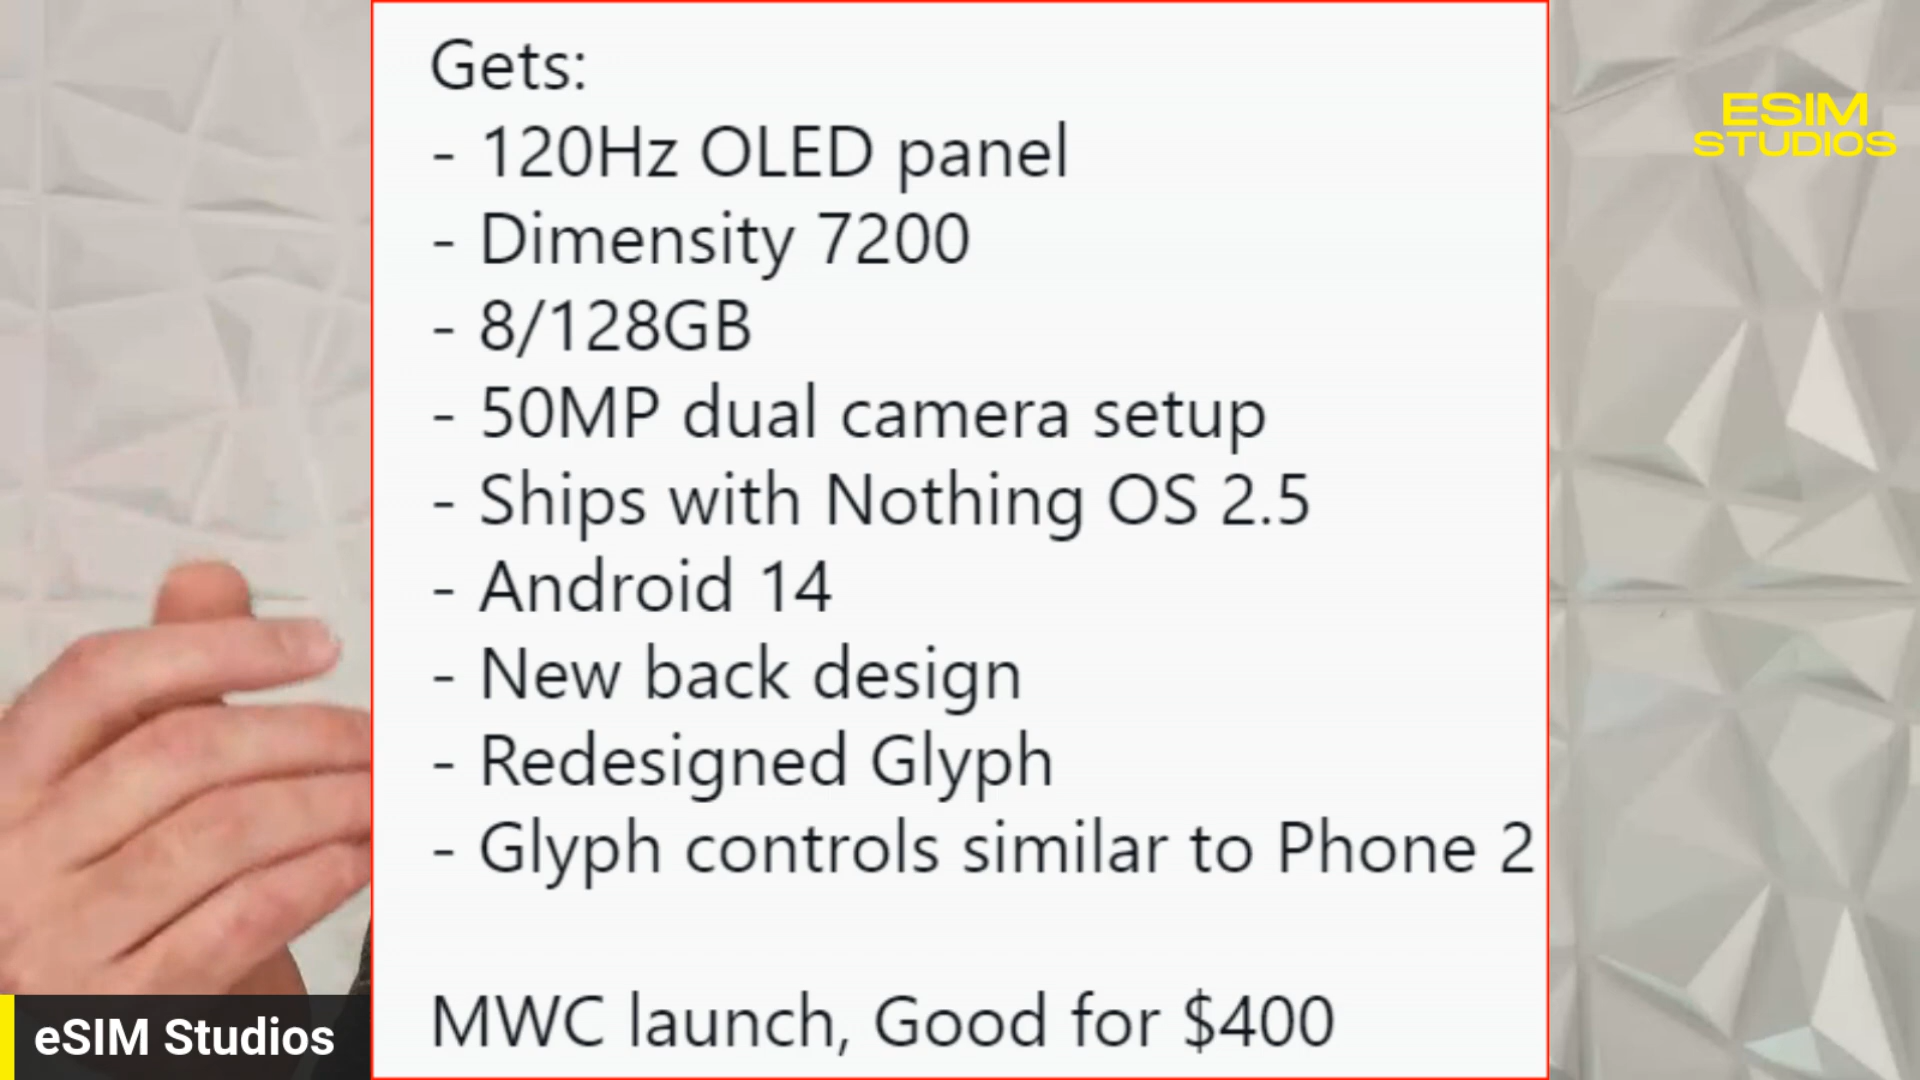 Gets:
- 120Hz OLED panel
- Dimensity 7200
- 8/128GB
- 50MP dual camera setup
- Ships with Nothing OS 2.5
- Android 14
- New back design
- Redesigned Glyph
- Glyph controls similar to Phone 2
MWC launch, Good for $400
ESIM
STUDIOS
eSIM Studios